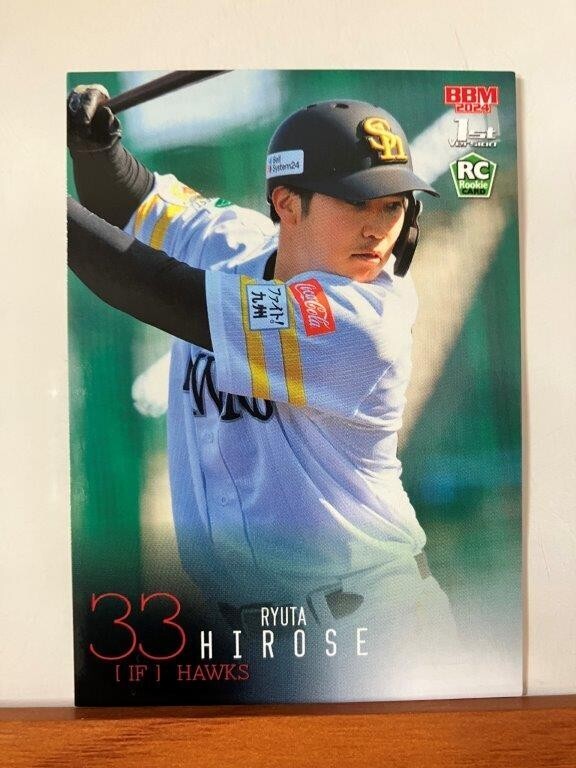 BBM
2024
1st
Version
RC
Rookie
CARD
SH
Bell
System24
ファイト!
九州
Coca-Cola
33
RYUTA
HIROSE
[ IF ] HAWKS